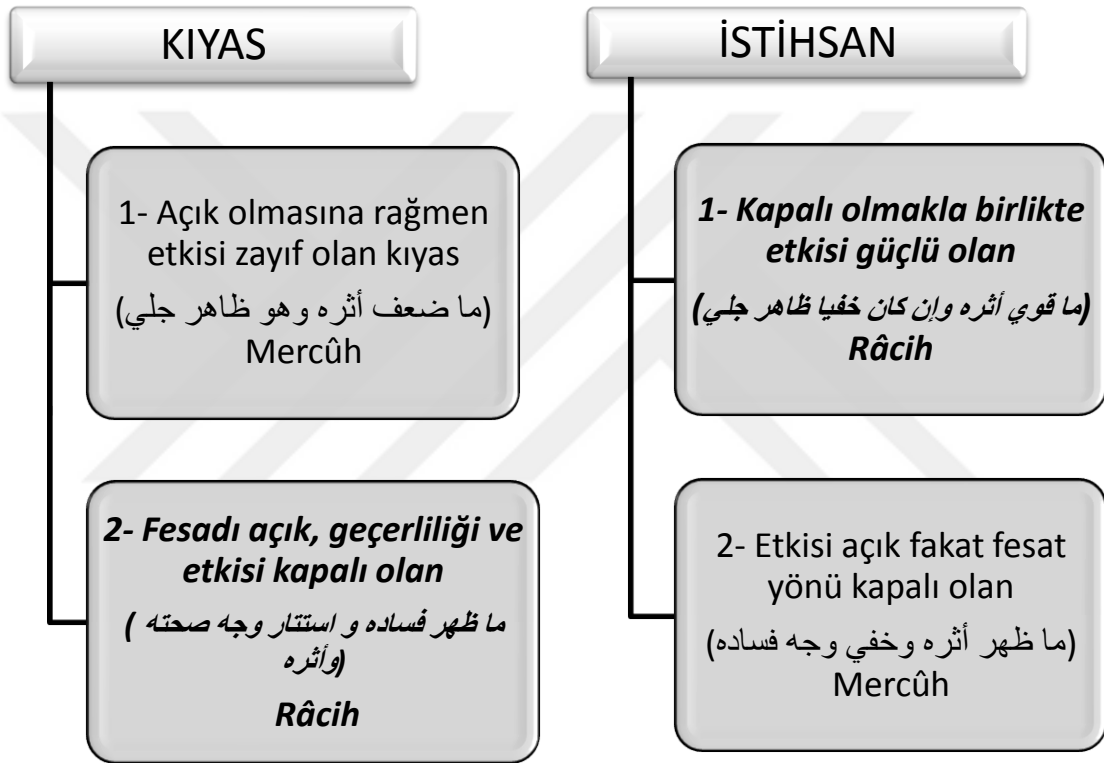 KIYAS
1- Açık olmasına rağmen
etkisi zayıf olan kıyas
(ما ضعف أثره وهو ظاهر جلي)
Mercûh
2- Fesadı açık, geçerliliği ve
etkisi kapalı olan
ما ظهر فساده و استتار وجه صحته )
(وأثره
Râcih
İSTİHSAN
1- Kapalı olmakla birlikte
etkisi güçlü olan
(ما قوي أثره وإن كان خفيا ظاهر جلي)
Râcih
2- Etkisi açık fakat fesat
yönü kapalı olan
(ما ظهر أثره وخفي وجه فساده)
Mercûh